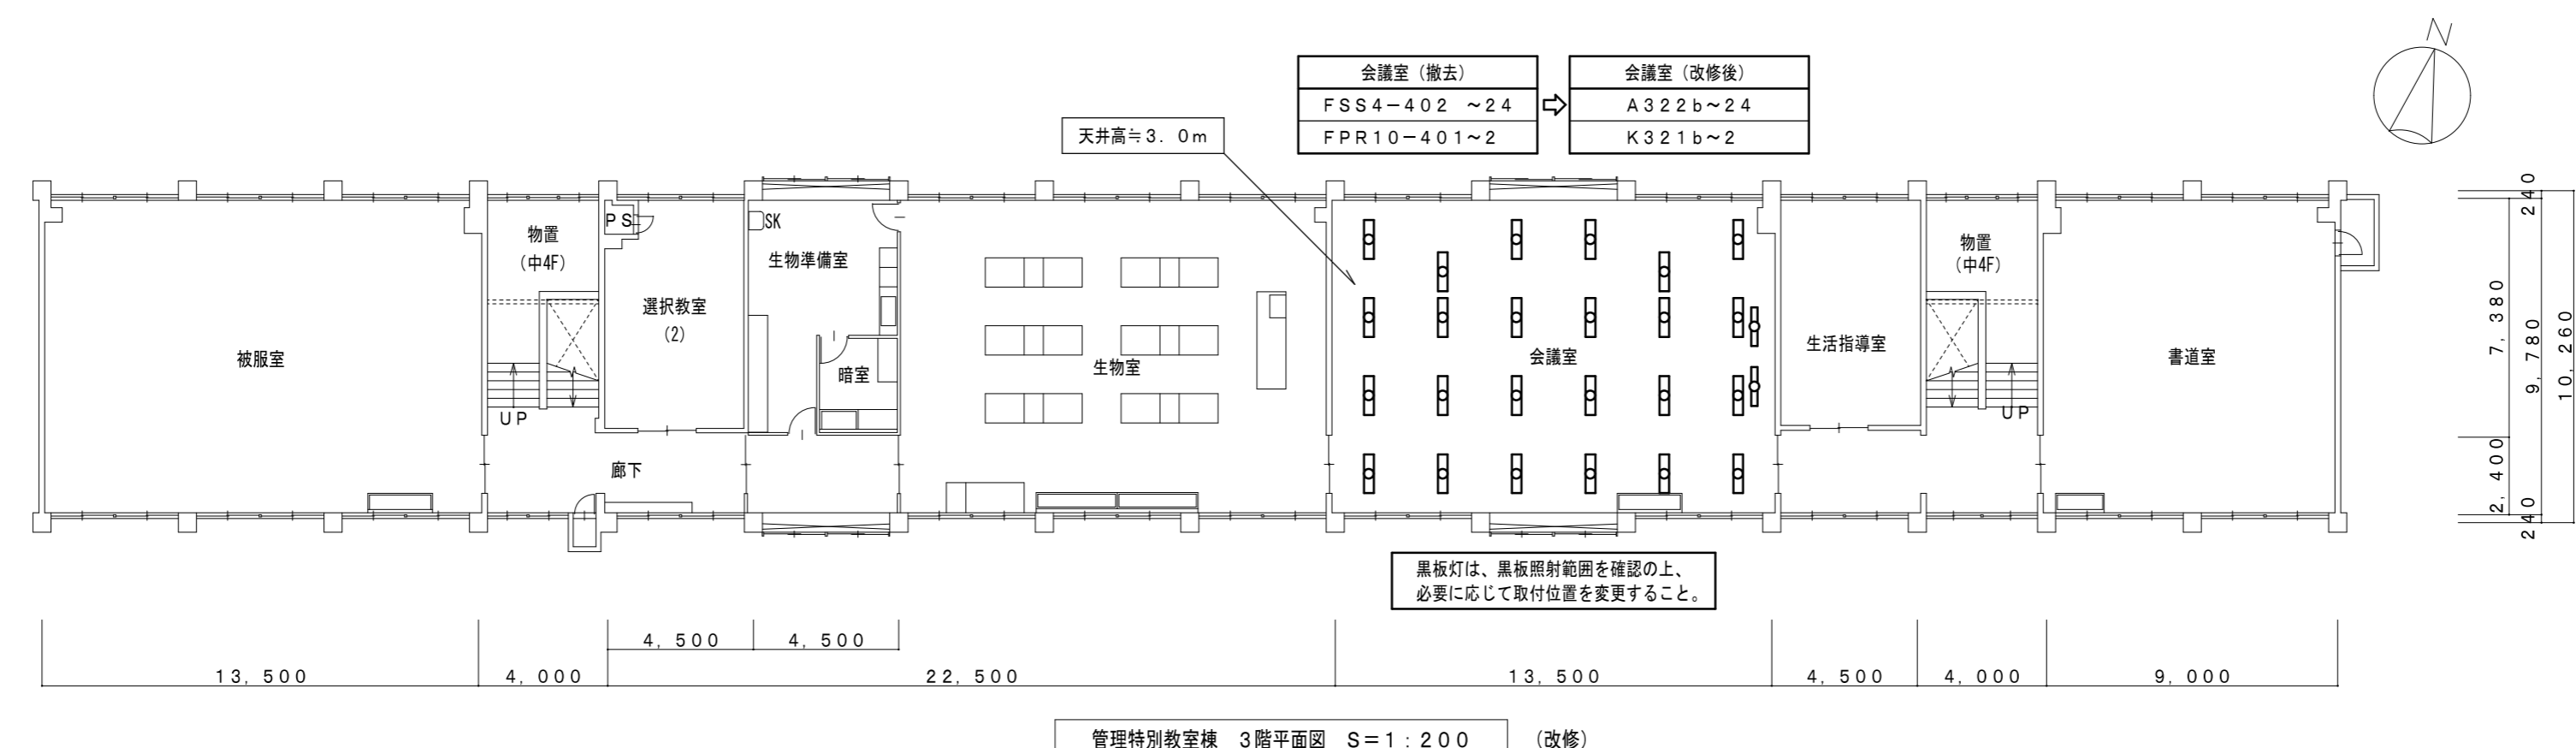 N
会議室（撤去）
会議室（改修後）
ＦＳＳ４－４０２　～２４
Ａ３２２ｂ～２４
ＦＰＲ１０－４０１～２
Ｋ３２１ｂ～２
天井高≒３．０ｍ
ＰＳ
SK
物置
（中4F）
生物準備室
選択教室
（2）
被服室
暗室
生物室
会議室
生活指導室
物置
（中4F）
書道室
ＵＰ
ＵＰ
廊下
２４０
７，３８０
９，７８０
１０，２６０
２，４００
２４０
黒板灯は、黒板照射範囲を確認の上、
必要に応じて取付位置を変更すること。
４，５００
４，５００
１３，５００
４，０００
２２，５００
１３，５００
４，５００
４，０００
９，０００
管理特別教室棟　３階平面図　Ｓ＝１：２００　（改修）